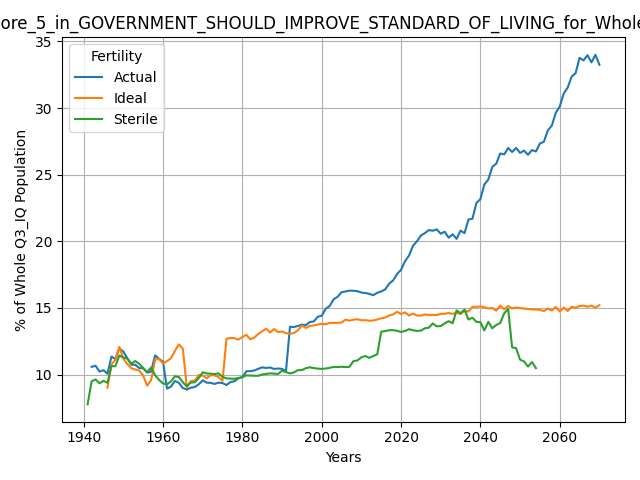 ore_5_in_GOVERNMENT_SHOULD_IMPROVE_STANDARD_OF_LIVING_for_Whole
Fertility
Actual
Ideal
Sterile
35
30
25
20
15
10
% of Whole Q3_IQ Population
1940 1960 1980 2000 2020 2040 2060
Years